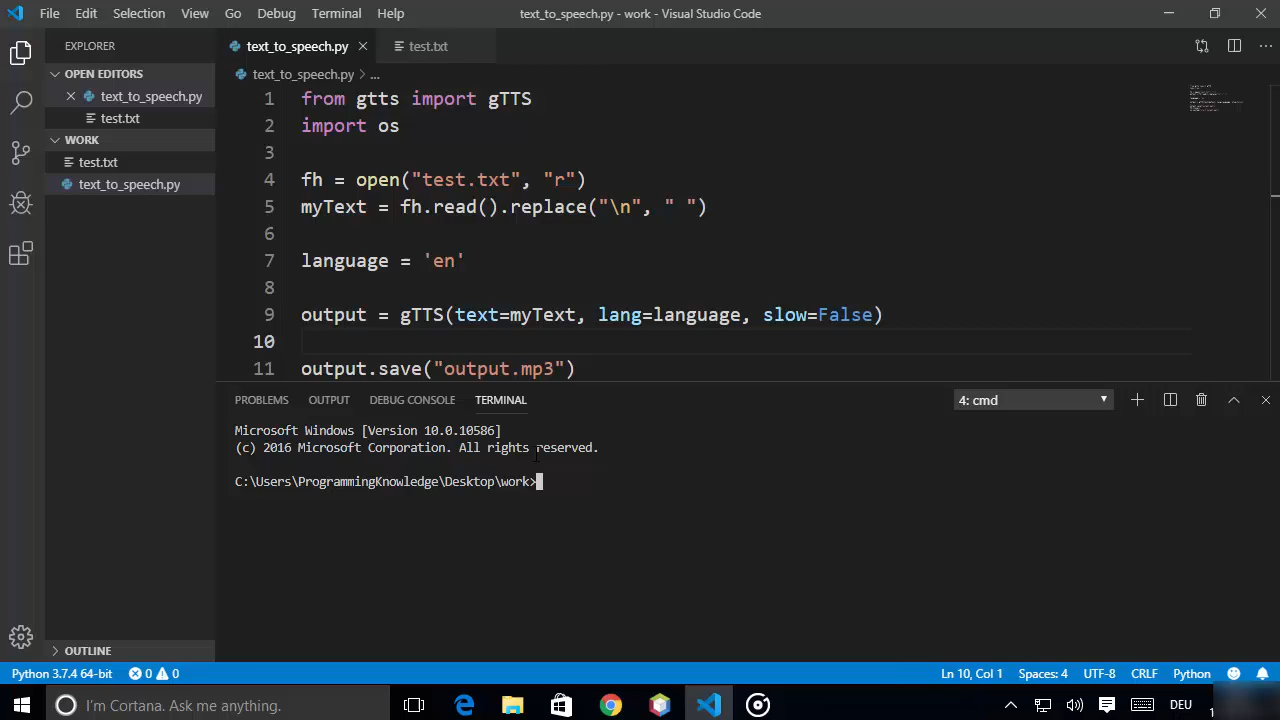 File Edit Selection View Go Debug Terminal Help
text_to_speech.py - work - Visual Studio Code
EXPLORER
OPEN EDITORS
text_to_speech.py
test.txt
WORK
test.txt
text_to_speech.py
OUTLINE
text_to_speech.py
test.txt
text_to_speech.py > ...
1 from gtts import gTTS
2 import os
3
4 fh = open("test.txt", "r")
5 myText = fh.read().replace("\n", " ")
6
7 language = 'en'
8
9 output = gTTS(text=myText, lang=language, slow=False)
10
11 output.save("output.mp3")
PROBLEMS OUTPUT DEBUG CONSOLE TERMINAL
4: cmd
Microsoft Windows [Version 10.0.10586]
(c) 2016 Microsoft Corporation. All rights reserved.
C:\Users\ProgrammingKnowledge\Desktop\work>
Python 3.7.4 64-bit 0 0
Ln 10, Col 1 Spaces: 4 UTF-8 CRLF Python
I'm Cortana. Ask me anything.
DEU